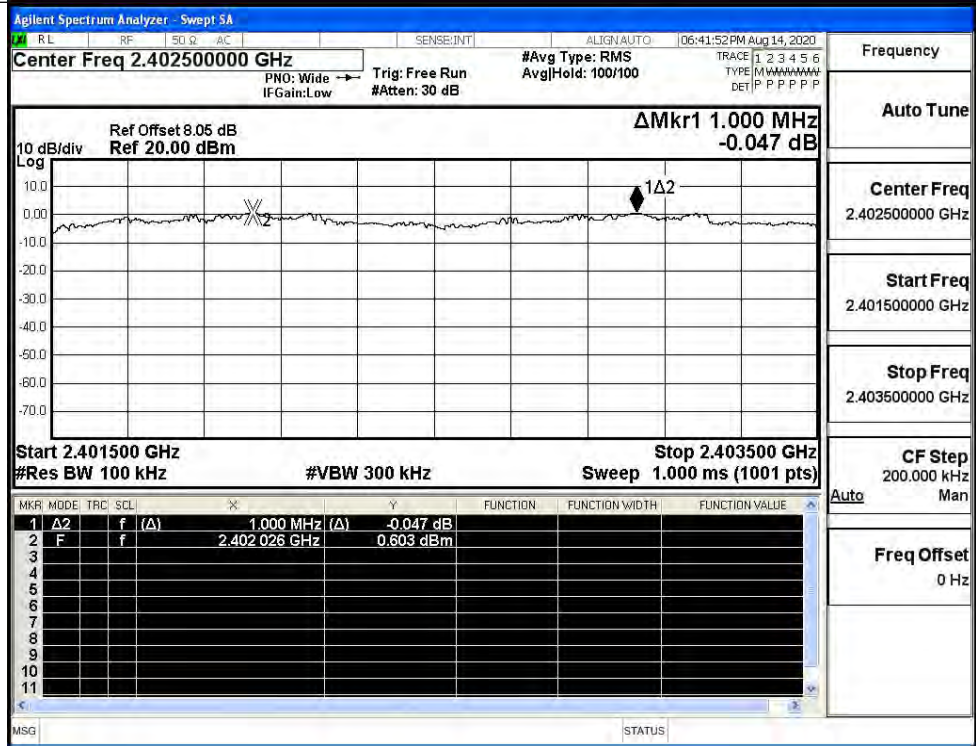 Agilent Spectrum Analyzer - Swept SA
LXI RL RF 50 Ω AC SENSE:INT ALIGNAUTO 06:41:52 PM Aug 14, 2020
Center Freq 2.402500000 GHz
PNO: Wide Trig: Free Run
IFGain:Low #Atten: 30 dB
#Avg Type: RMS
Avg|Hold: 100/100
TRACE 1 2 3 4 5 6
TYPE M WWWWW
DET P P P P P P
Frequency
Auto Tune
Center Freq
2.402500000 GHz
Start Freq
2.401500000 GHz
Stop Freq
2.403500000 GHz
CF Step
200.000 kHz
Auto Man
Freq Offset
0 Hz
Ref Offset 8.05 dB
10 dB/div Ref 20.00 dBm
Log
ΔMkr1 1.000 MHz
-0.047 dB
10.0
0.00
-10.0
-20.0
-30.0
-40.0
-50.0
-60.0
-70.0
2
1Δ2
Start 2.401500 GHz Stop 2.403500 GHz
#Res BW 100 kHz #VBW 300 kHz Sweep 1.000 ms (1001 pts)
MKR MODE TRC SCL X Y FUNCTION FUNCTION WIDTH FUNCTION VALUE
1 Δ2 f (Δ) 1.000 MHz (Δ) -0.047 dB
2 F f 2.402 026 GHz 0.603 dBm
3
4
5
6
7
8
9
10
11
MSG STATUS